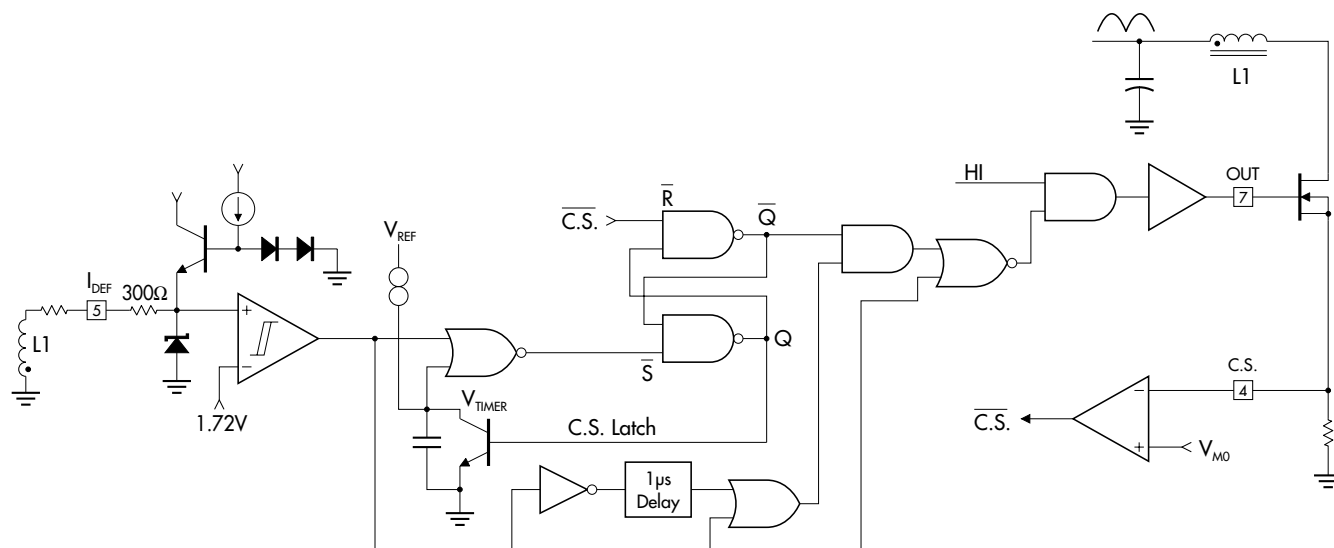 L1
HI
OUT
7
R
C.S.
Q
V_REF
I_DEF
5
300Ω
L1
Q
S
1.72V
V_TIMER
C.S. Latch
C.S.
4
C.S.
V_M0
1µs
Delay
+
−
−
+